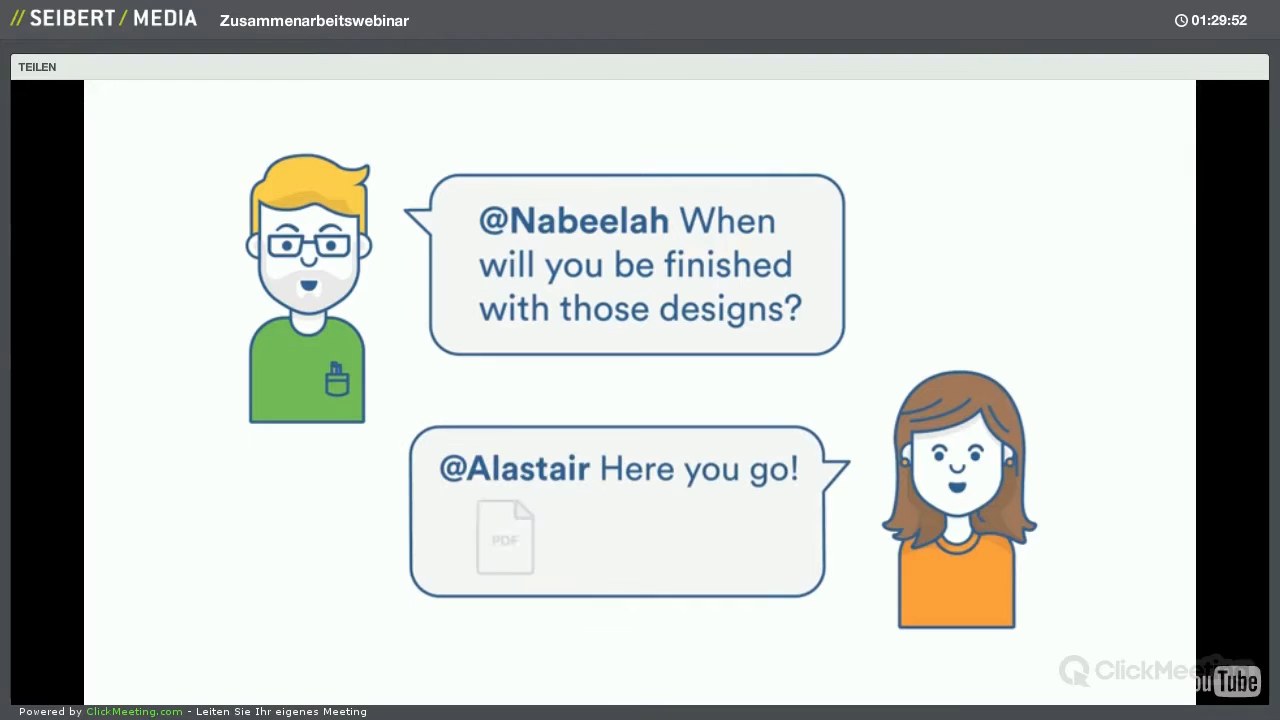 // SEIBERT / MEDIA Zusammenarbeitswebinar 01:29:52
TEILEN
@Nabeelah When
will you be finished
with those designs?
@Alastair Here you go!
PDF
ClickMeeting
Tube
Powered by ClickMeeting.com - Leiten Sie Ihr eigenes Meeting